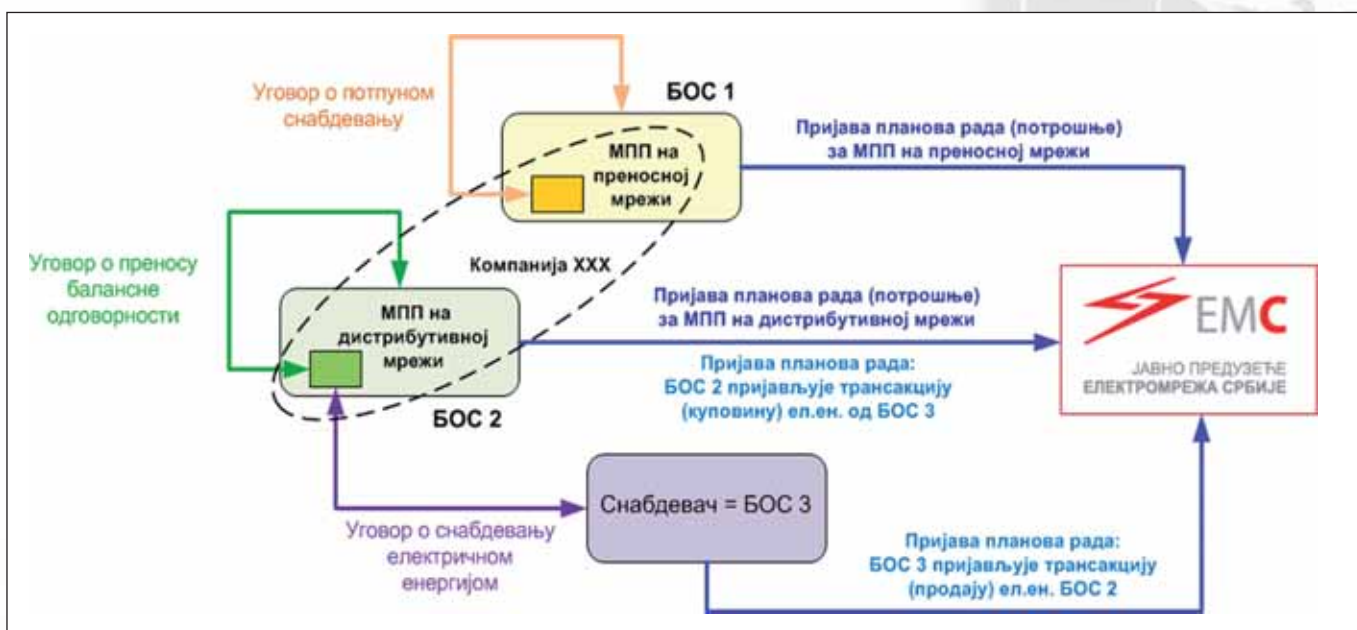 Уговор о потпуном
снабдевању
БОС 1
МПП на
преносној
мрежи
Пријава планова рада (потрошње)
за МПП на преносној мрежи
Уговор о преносу
балансне
одговорности
Компанија XXX
МПП на
дистрибутивној
мрежи
БОС 2
Пријава планова рада (потрошње)
за МПП на дистрибутивној мрежи
Пријава планова рада:
БОС 2 пријављује трансакцију
(куповину) ел.ен. од БОС 3
ЕМС
ЈАВНО ПРЕДУЗЕЋЕ
ЕЛЕКТРОМРЕЖА СРБИЈЕ
Снабдевач = БОС 3
Уговор о снабдевању
електричном
енергијом
Пријава планова рада:
БОС 3 пријављује трансакцију
(продају) ел.ен. БОС 2